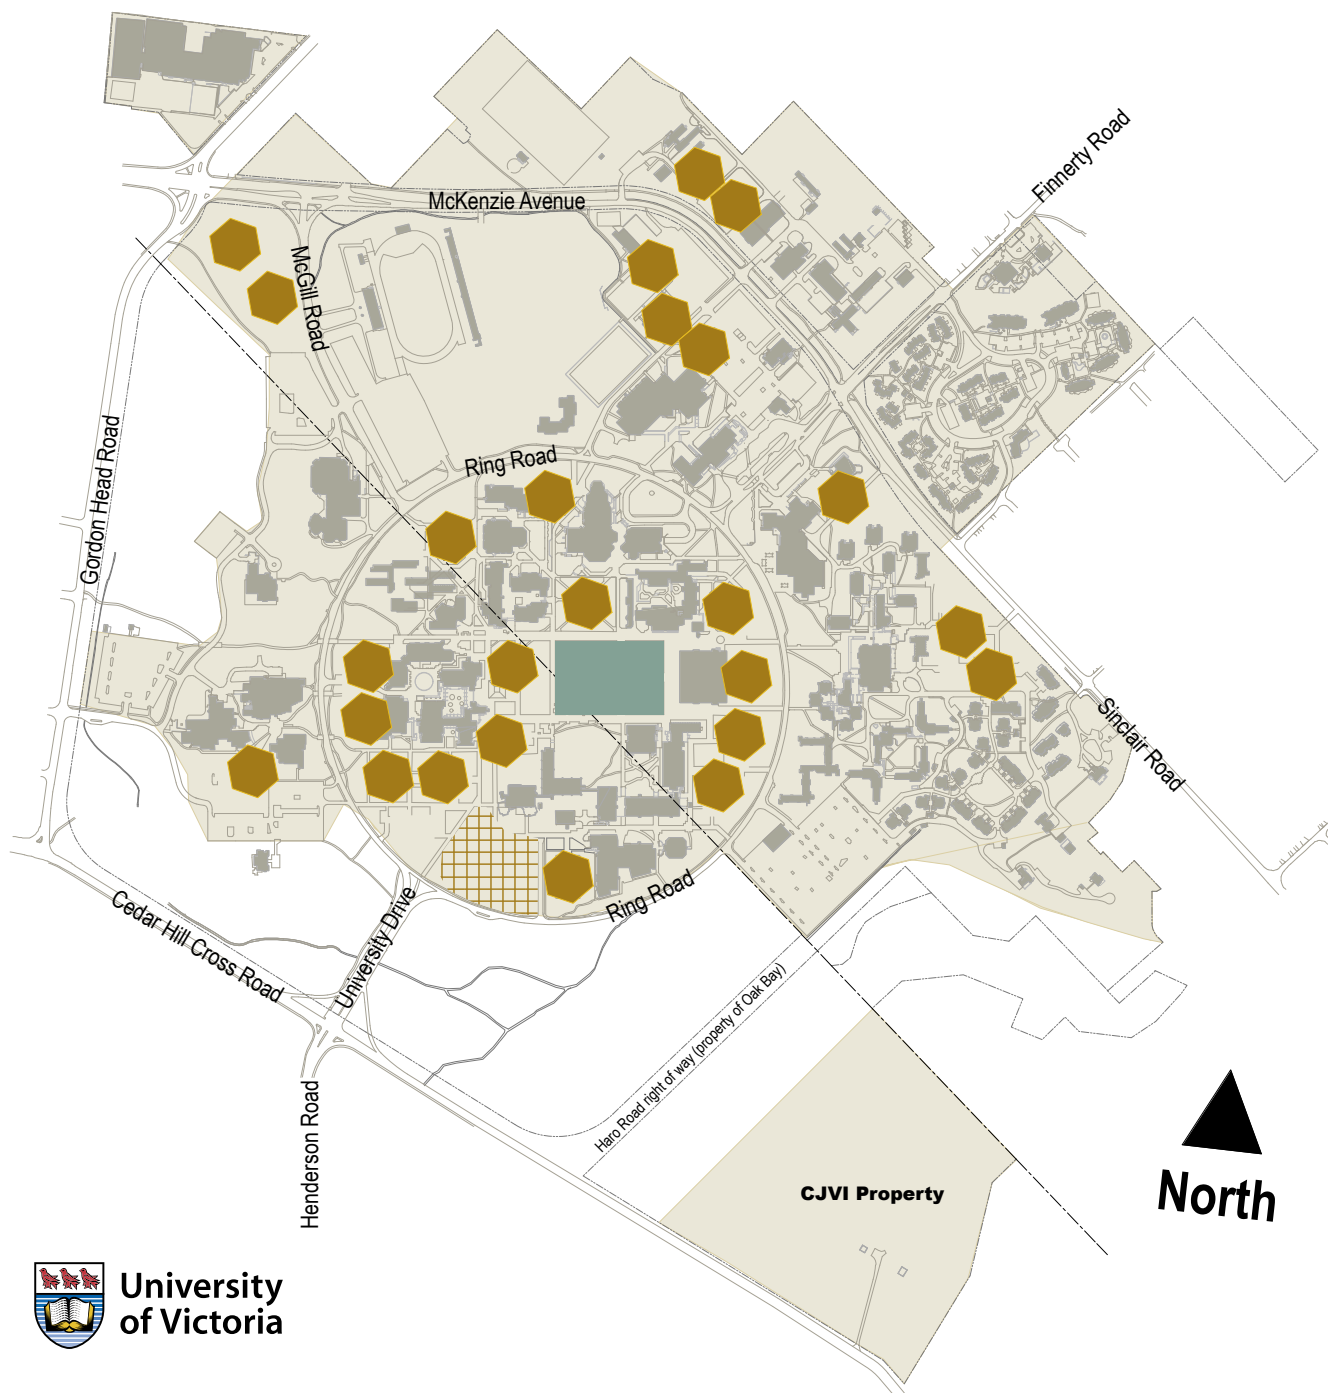 Finnerty Road
McKenzie Avenue
McGill Road
Gordon Head Road
Ring Road
Sinclair Road
Ring Road
Cedar Hill Cross Road
University Drive
Haro Road right of way (property of Oak Bay)
Henderson Road
CJVI Property
North
University
of Victoria